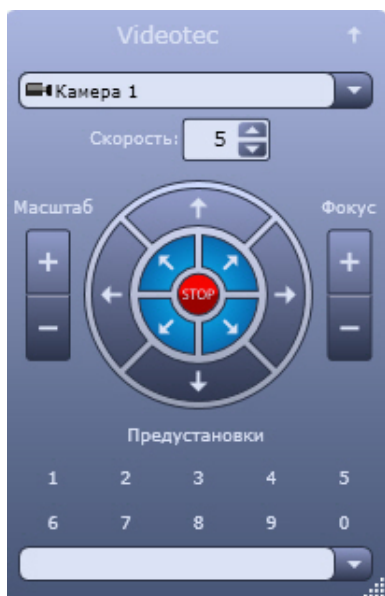 Videotec
Камера 1
Скорость: 5
Масштаб
Фокус
+ +
STOP
− −
Предустановки
1 2 3 4 5
6 7 8 9 0